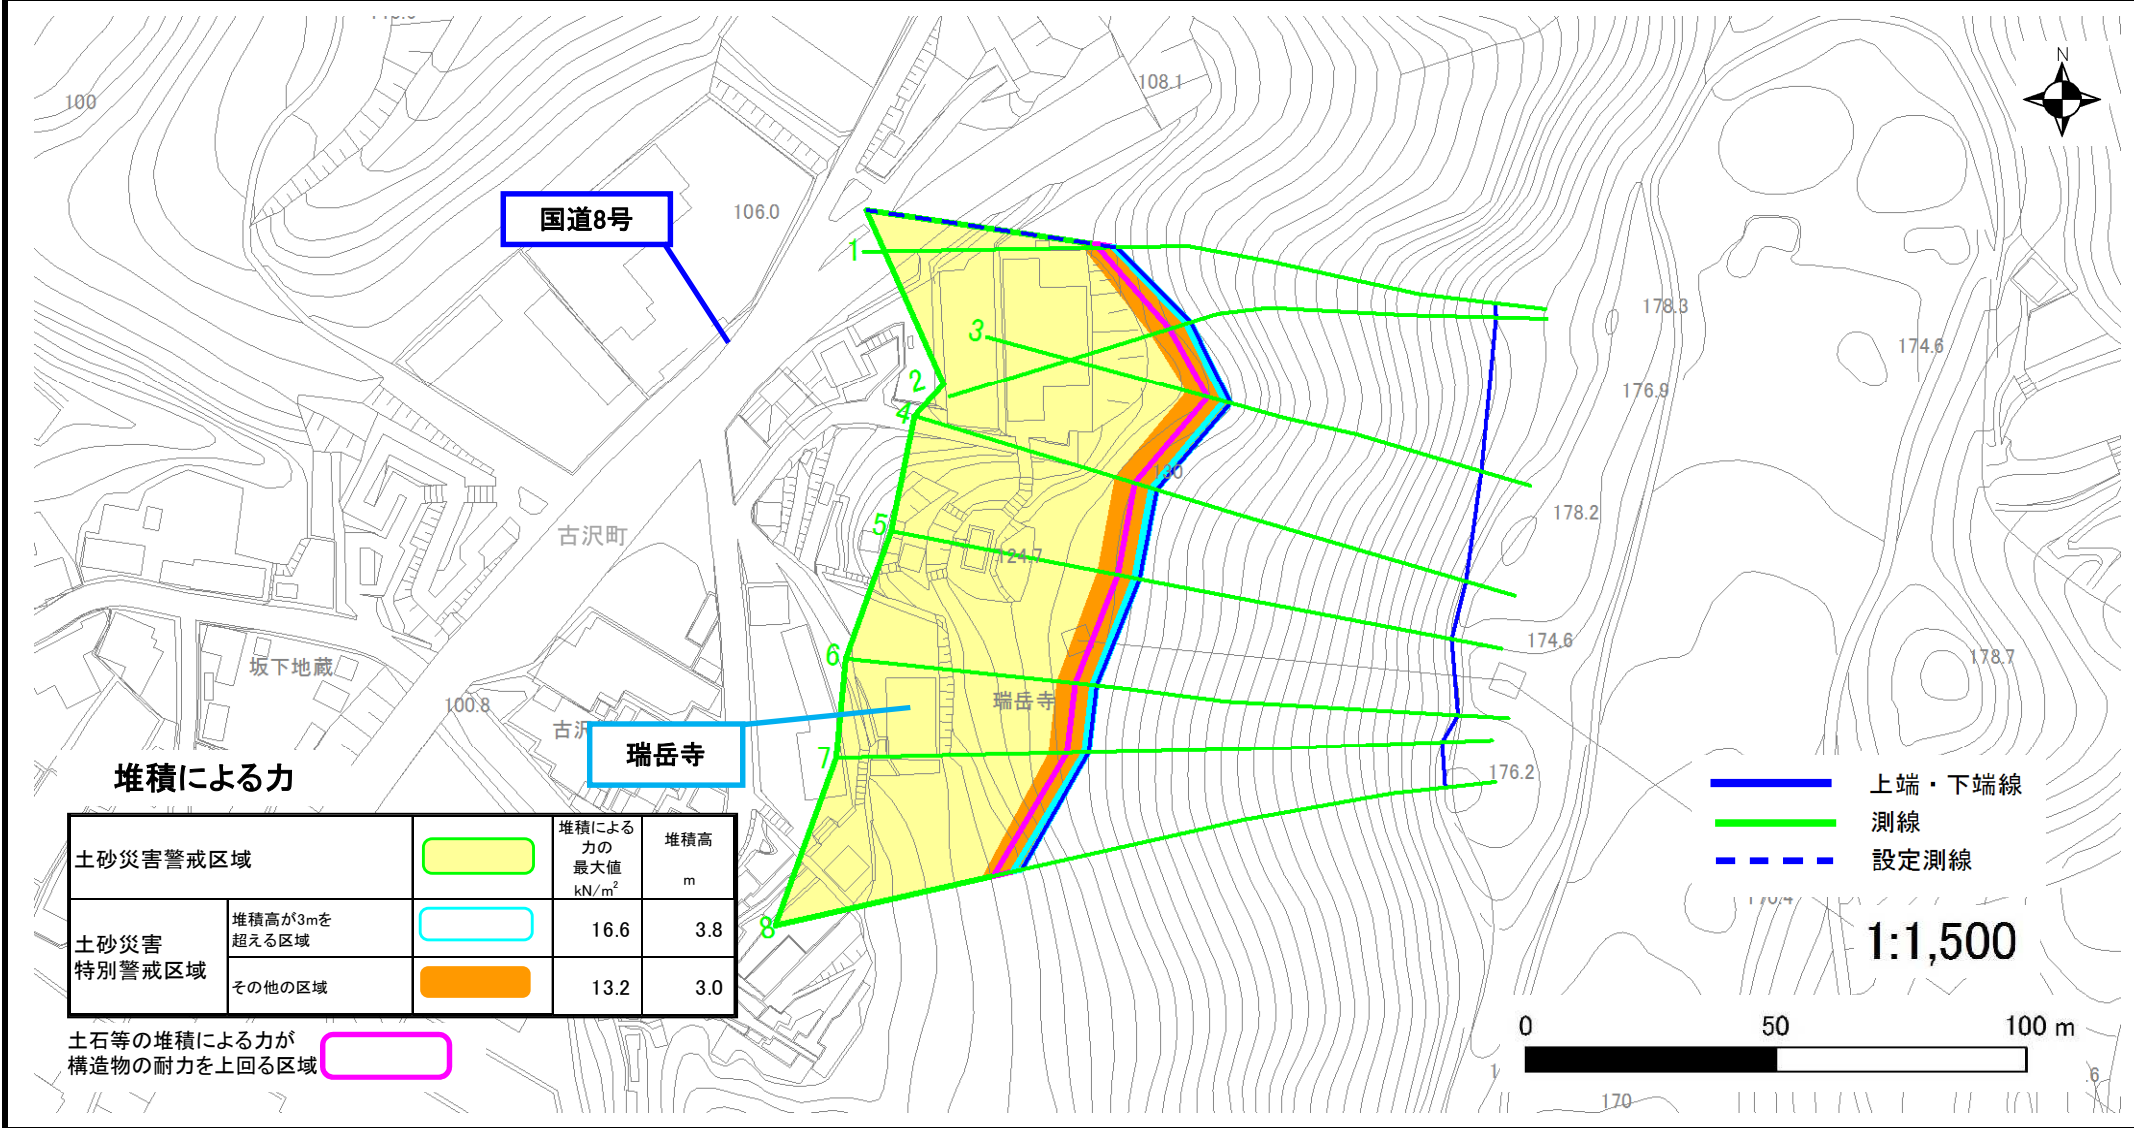 N
100
108.1
106.0
国道8号
1
3
2
4
5
6
7
8
178.3
174.6
176.9
130
178.2
124.7
古沢町
174.6
178.7
坂下地蔵
100.8
瑞岳寺
古沢
瑞岳寺
176.2
堆積による力
土砂災害警戒区域
堆積による
力の
最大値
kN/m²
堆積高
m
土砂災害
特別警戒区域
堆積高が3mを
超える区域
16.6
3.8
その他の区域
13.2
3.0
土石等の堆積による力が
構造物の耐力を上回る区域
上端・下端線
測線
設定測線
1:1,500
0 50 100 m
170